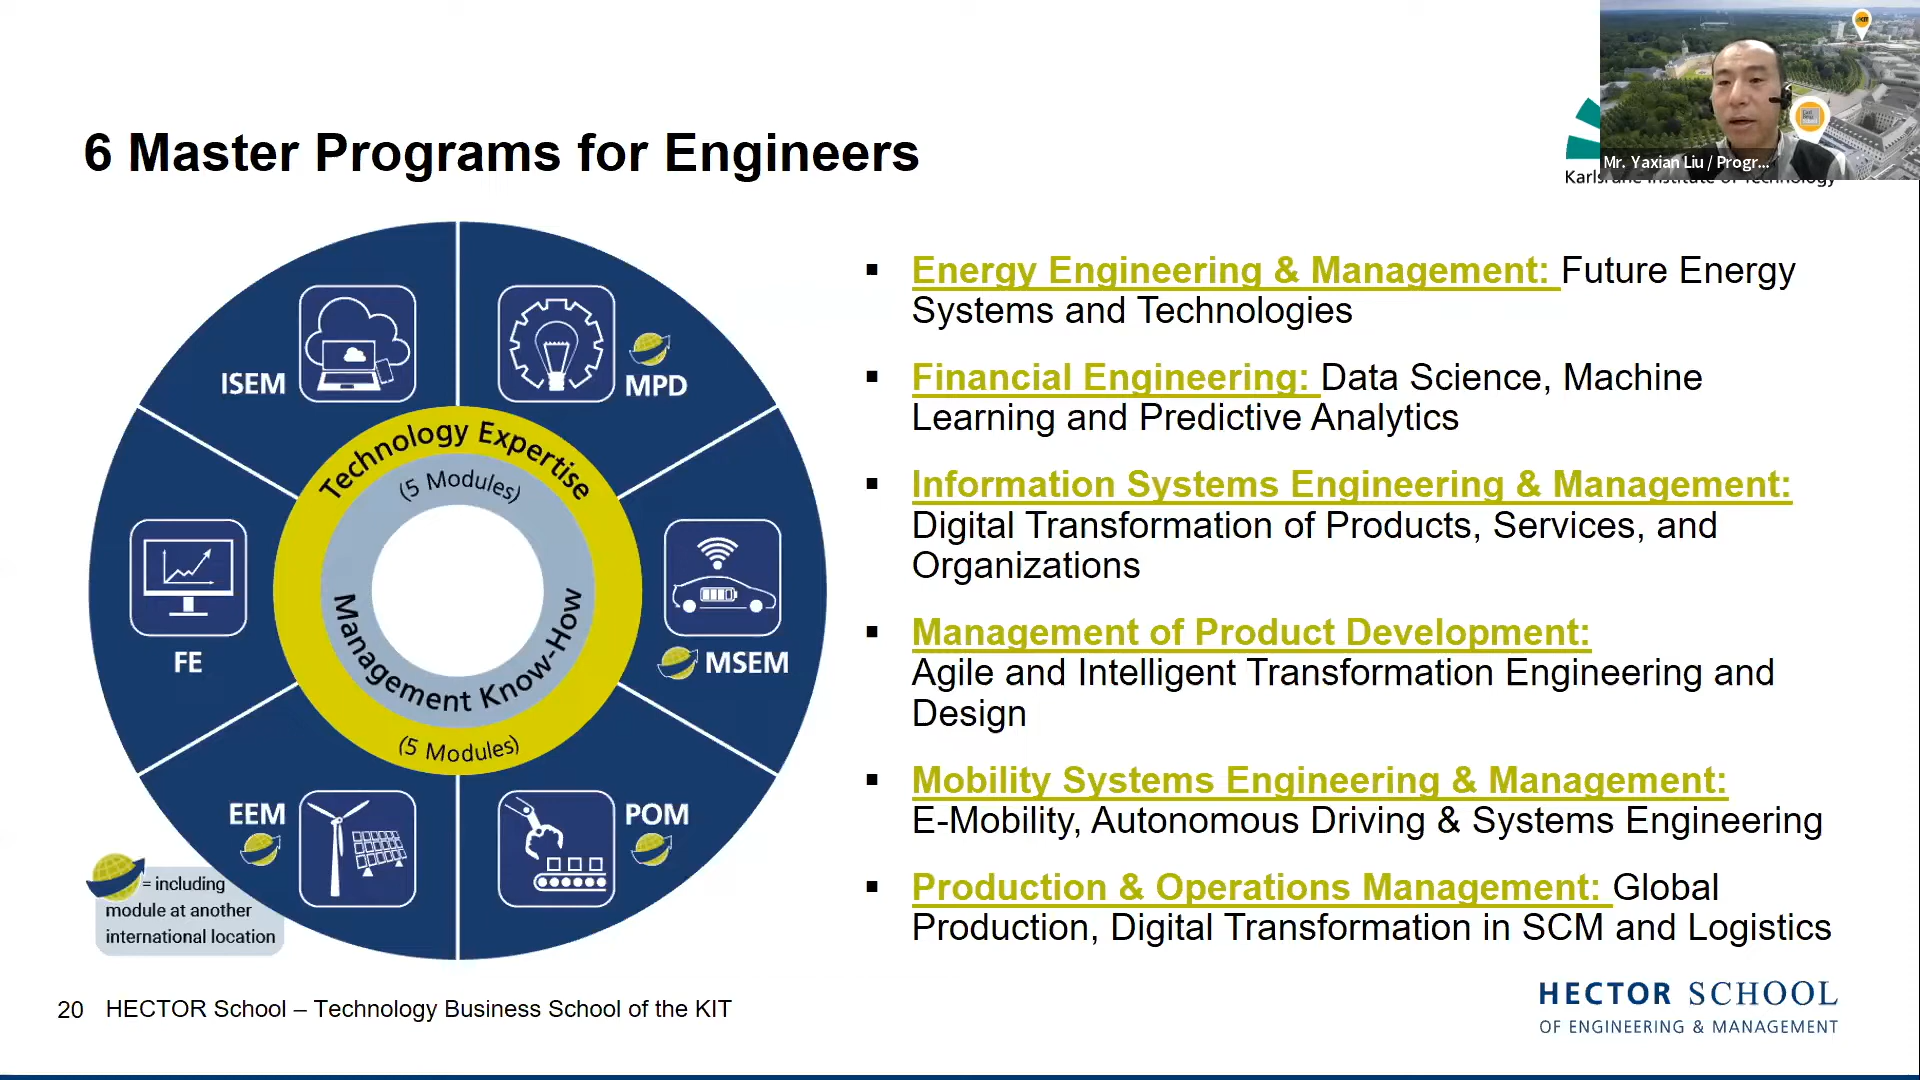 6 Master Programs for Engineers
Mr. Yaxian Liu / Progr...
ISEM
MPD
Technology Expertise
(5 Modules)
FE
MSEM
Management Know-How
(5 Modules)
EEM
POM
= including
module at another
international location
▪ Energy Engineering & Management: Future Energy
Systems and Technologies
▪ Financial Engineering: Data Science, Machine
Learning and Predictive Analytics
▪ Information Systems Engineering & Management:
Digital Transformation of Products, Services, and
Organizations
▪ Management of Product Development:
Agile and Intelligent Transformation Engineering and
Design
▪ Mobility Systems Engineering & Management:
E-Mobility, Autonomous Driving & Systems Engineering
▪ Production & Operations Management: Global
Production, Digital Transformation in SCM and Logistics
20 HECTOR School – Technology Business School of the KIT
HECTOR SCHOOL
OF ENGINEERING & MANAGEMENT